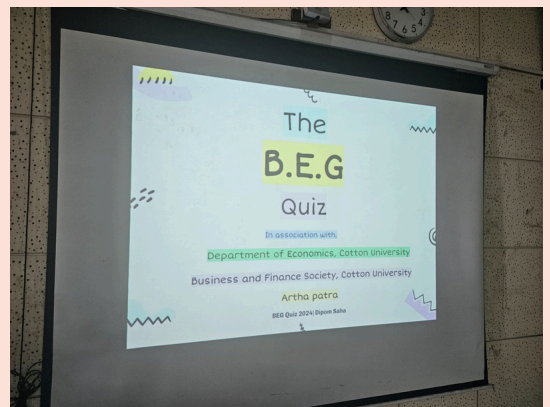 The
B.E.G
Quiz
In association with,
Department of Economics, Cotton University
Business and Finance Society, Cotton University
Artha patra
BEG Quiz 2024| Dipom Saha